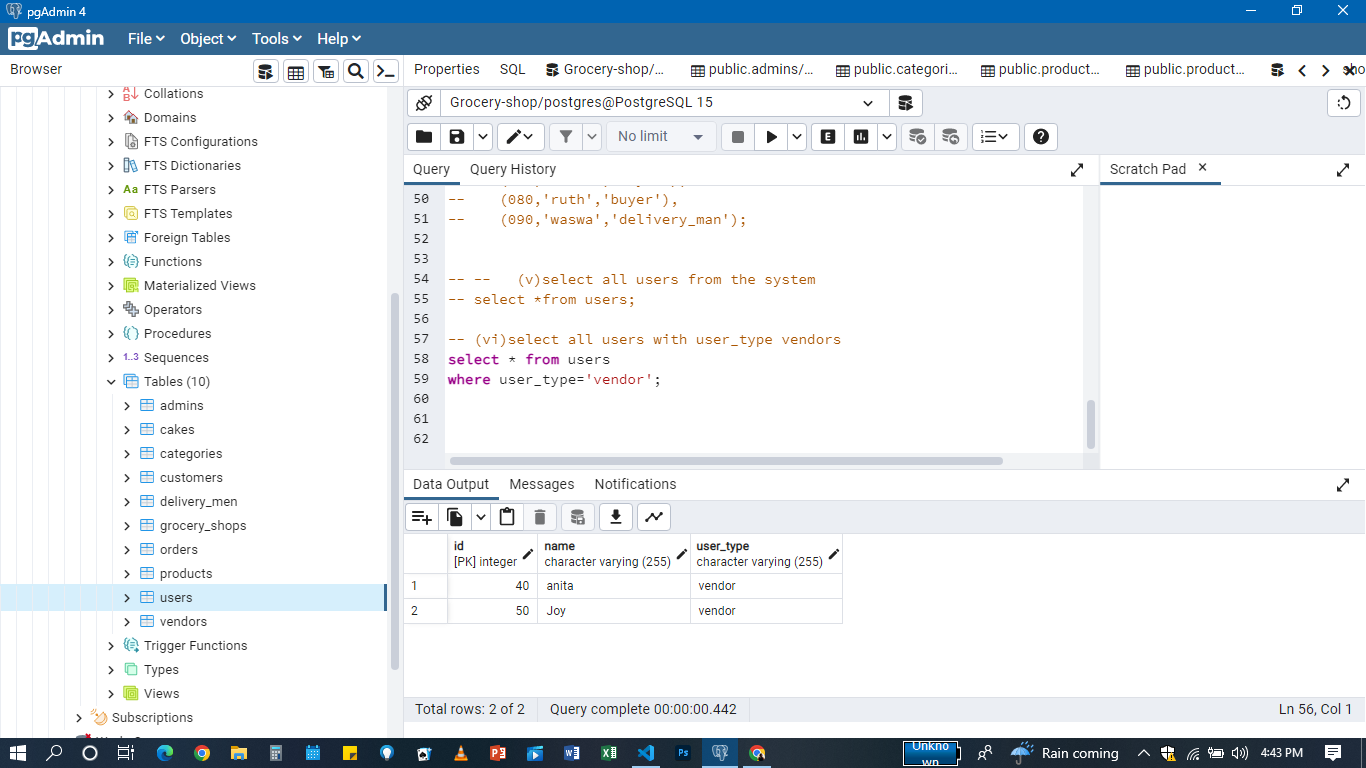 pgAdmin 4
pgAdmin File Object Tools Help
Browser
Properties SQL Grocery-shop/... public.admins/... public.categori... public.product... public.product...
Collations
Domains
FTS Configurations
FTS Dictionaries
Aa FTS Parsers
FTS Templates
Foreign Tables
Functions
Materialized Views
Operators
Procedures
1..3 Sequences
Tables (10)
admins
cakes
categories
customers
delivery_men
grocery_shops
orders
products
users
vendors
Trigger Functions
Types
Views
Subscriptions
Grocery-shop/postgres@PostgreSQL 15
No limit
E
Query Query History
Scratch Pad
50 -- (080,'ruth','buyer'),
51 -- (090,'waswa','delivery_man');
52
53
54 -- -- (v)select all users from the system
55 -- select *from users;
56
57 -- (vi)select all users with user_type vendors
58 select * from users
59 where user_type='vendor';
60
61
62
Data Output Messages Notifications
id name user_type
[PK] integer character varying (255) character varying (255)
1 40 anita vendor
2 50 Joy vendor
Total rows: 2 of 2 Query complete 00:00:00.442 Ln 56, Col 1
Unkno
wn
Rain coming 4:43 PM